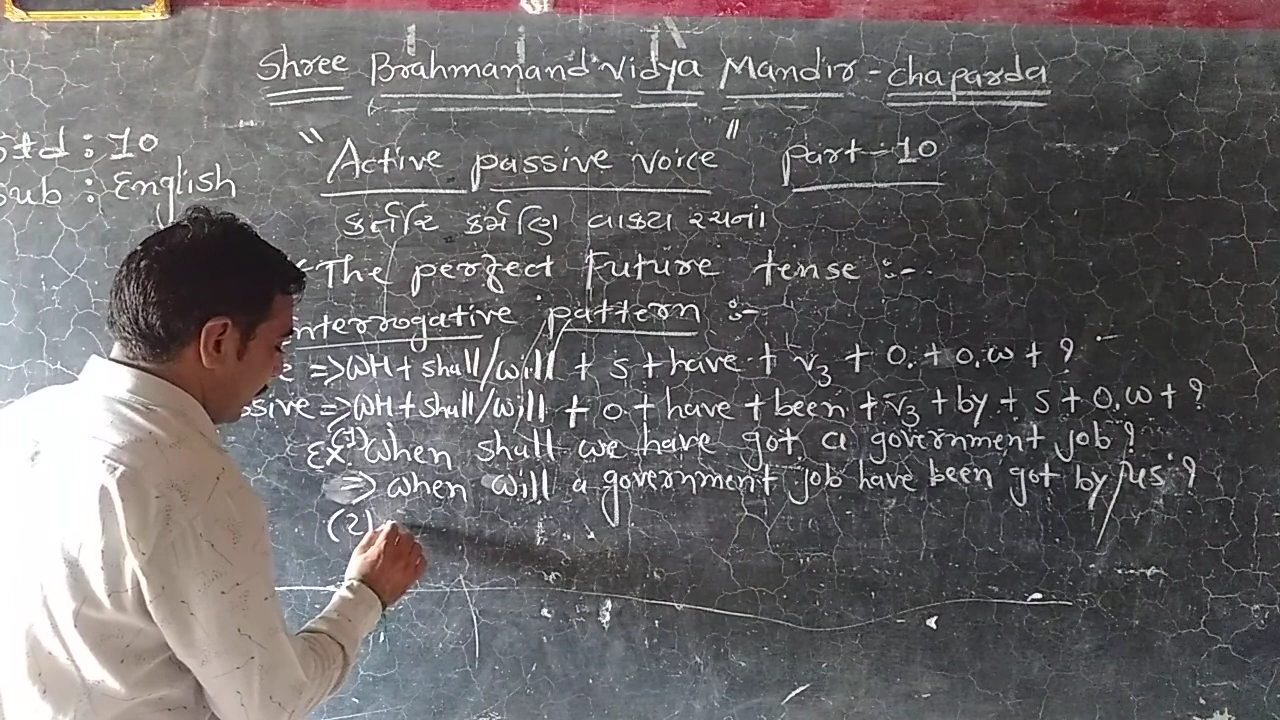 Shree Brahmanand Vidya Mandir - chaparda
Std : 10
Sub : English
"Active passive voice" part - 10
કર્તરિ કર્મણિ વાક્ય રચના
The perfect Future tense :-
interrogative pattern :-
=> WH + shall/will + S + have + V3 + O. + O.W + ?
=> WH + shall/will + O + have + been + V3 + by + S + O.W + ?
Ex. (1) When shall we have got a government job?
=> when will a government job have been got by us ?
(2)